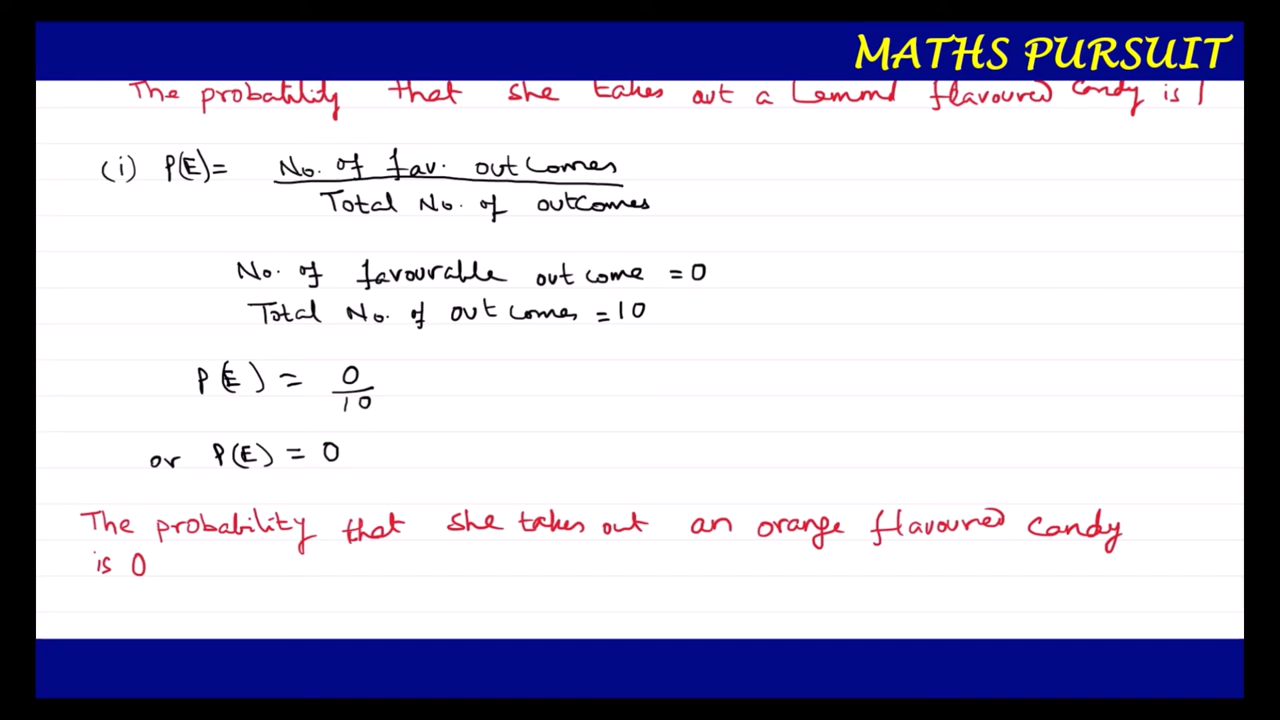 MATHS PURSUIT
The probability that she takes out a Lemmd flavoured candy is 1
(i) P(E)= No. of fav. outcomes
Total No. of outcomes
No. of favourable outcome = 0
Total No. of outcomes = 10
P(E) = 0
10
or P(E) = 0
The probability that she takes out an orange flavoured candy
is 0